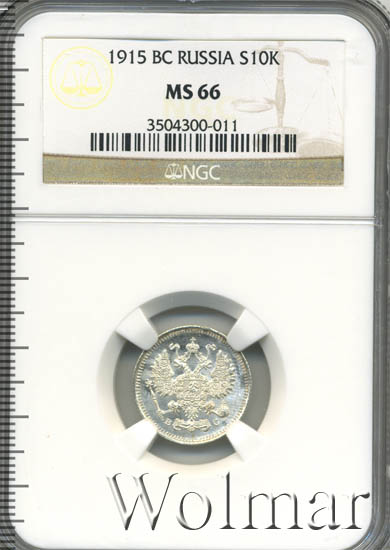 1915 BC RUSSIA S10K
MS 66
3504300-011
NGC
B C
Wolmar